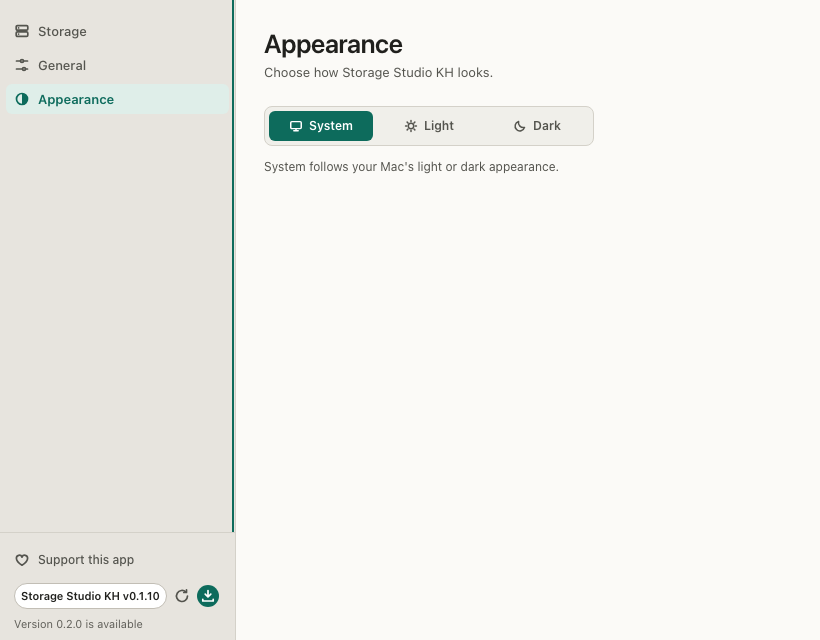 Storage
General
Appearance
Appearance
Choose how Storage Studio KH looks.
System
Light
Dark
System follows your Mac's light or dark appearance.
Support this app
Storage Studio KH v0.1.10
Version 0.2.0 is available